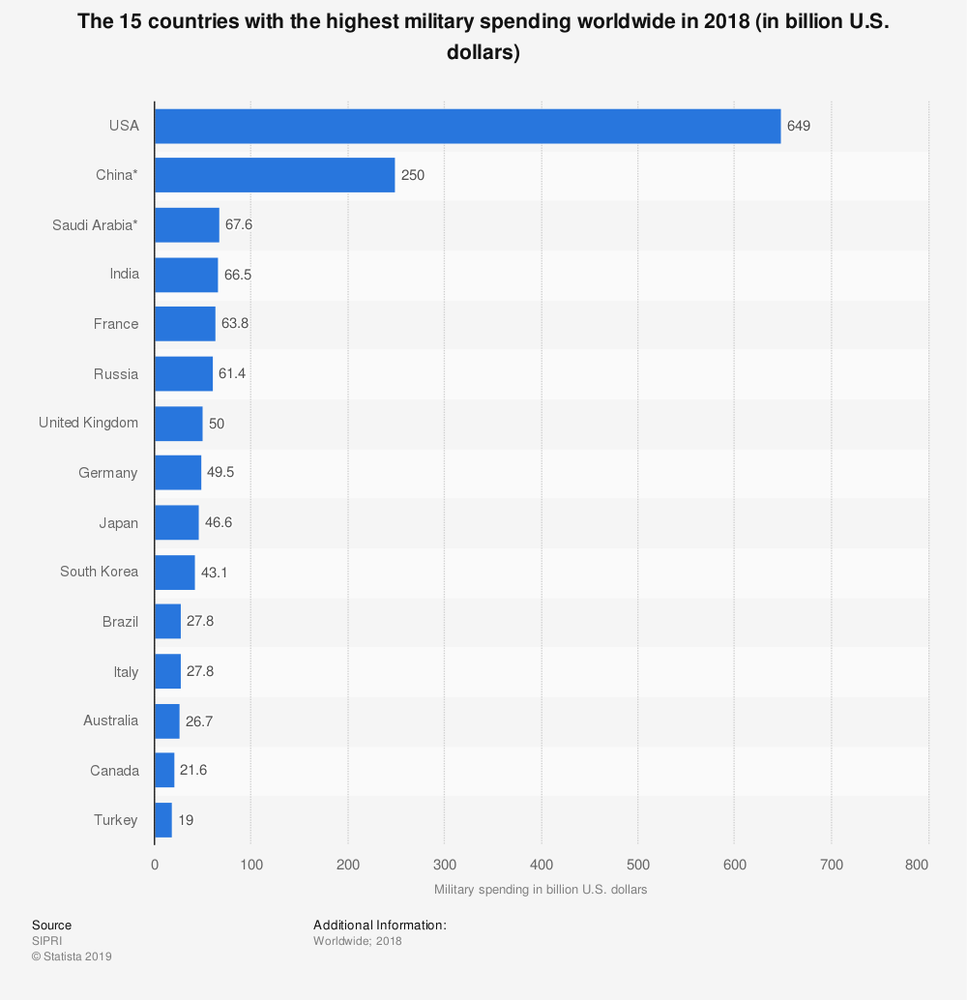 The 15 countries with the highest military spending worldwide in 2018 (in billion U.S.
dollars)
USA 649
China* 250
Saudi Arabia* 67.6
India 66.5
France 63.8
Russia 61.4
United Kingdom 50
Germany 49.5
Japan 46.6
South Korea 43.1
Brazil 27.8
Italy 27.8
Australia 26.7
Canada 21.6
Turkey 19
0 100 200 300 400 500 600 700 800
Military spending in billion U.S. dollars
Source Additional Information:
SIPRI Worldwide; 2018
© Statista 2019